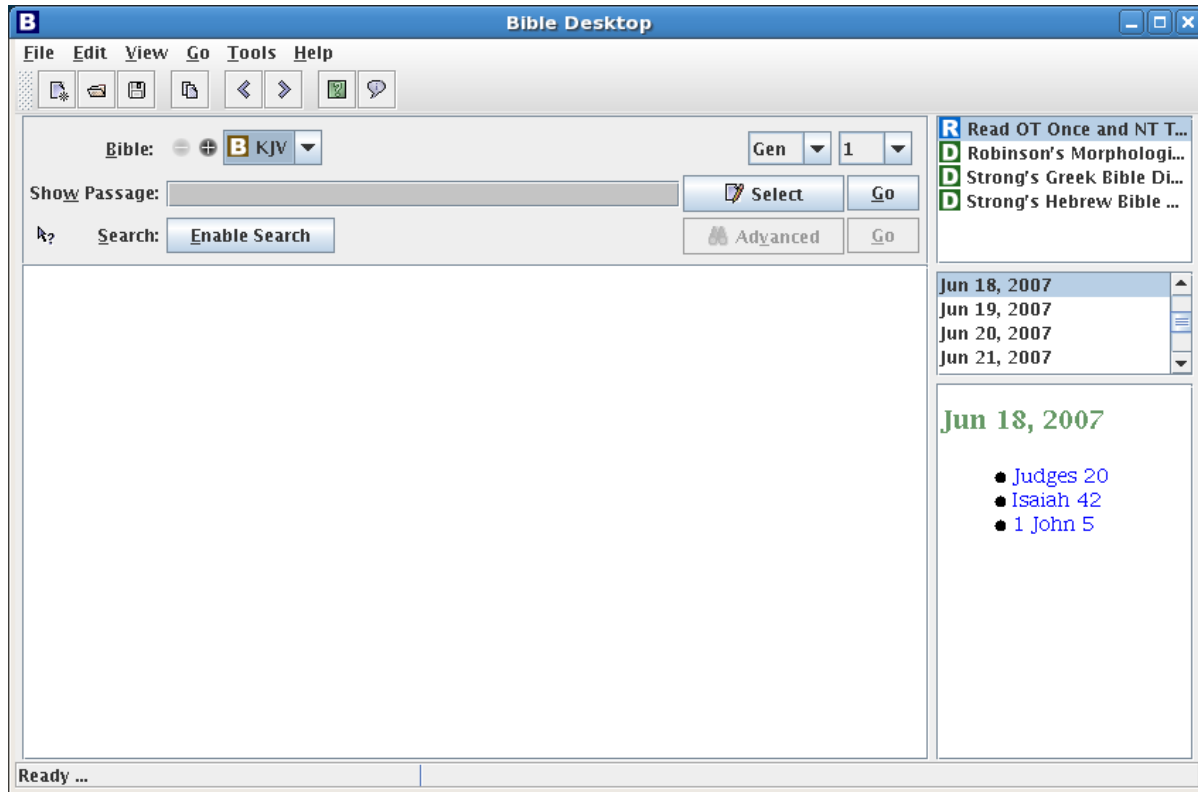 B Bible Desktop
File Edit View Go Tools Help
Bible: B KJV Gen 1
Show Passage: Select Go
Search: Enable Search Advanced Go
R Read OT Once and NT T...
D Robinson's Morphologi...
D Strong's Greek Bible Di...
D Strong's Hebrew Bible ...
Jun 18, 2007
Jun 19, 2007
Jun 20, 2007
Jun 21, 2007
Jun 18, 2007
Judges 20
Isaiah 42
1 John 5
Ready ...